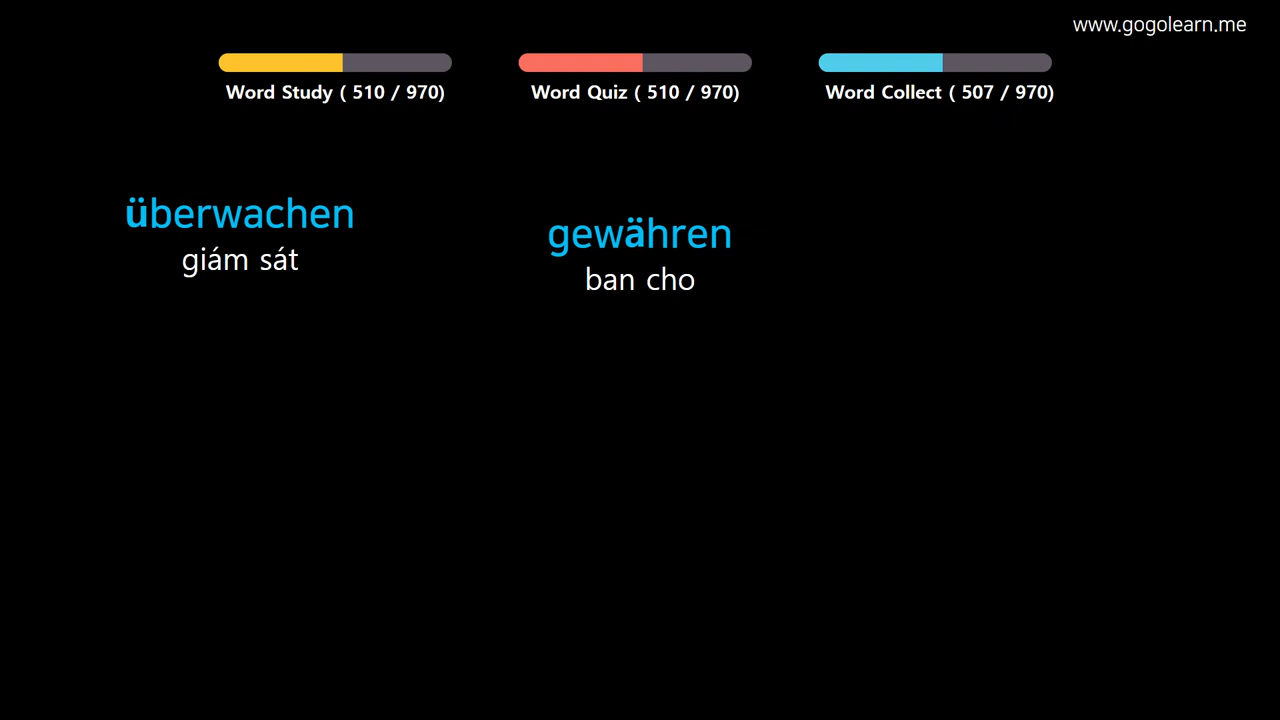 www.gogolearn.me
Word Study ( 510 / 970)
Word Quiz ( 510 / 970)
Word Collect ( 507 / 970)
überwachen
giám sát
gewähren
ban cho